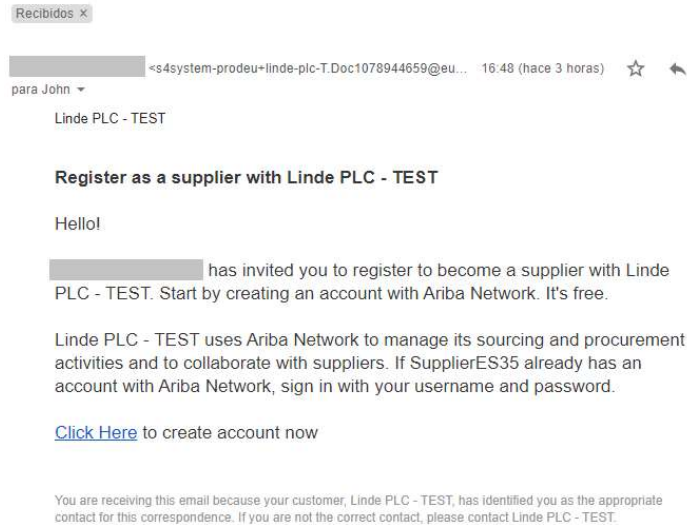 Recibidos ×
<s4system-prodeu+linde-plc-T.Doc1078944659@eu... 16:48 (hace 3 horas)
para John
Linde PLC - TEST
Register as a supplier with Linde PLC - TEST
Hello!
has invited you to register to become a supplier with Linde
PLC - TEST. Start by creating an account with Ariba Network. It's free.
Linde PLC - TEST uses Ariba Network to manage its sourcing and procurement
activities and to collaborate with suppliers. If SupplierES35 already has an
account with Ariba Network, sign in with your username and password.
Click Here to create account now
You are receiving this email because your customer, Linde PLC - TEST, has identified you as the appropriate
contact for this correspondence. If you are not the correct contact, please contact Linde PLC - TEST.